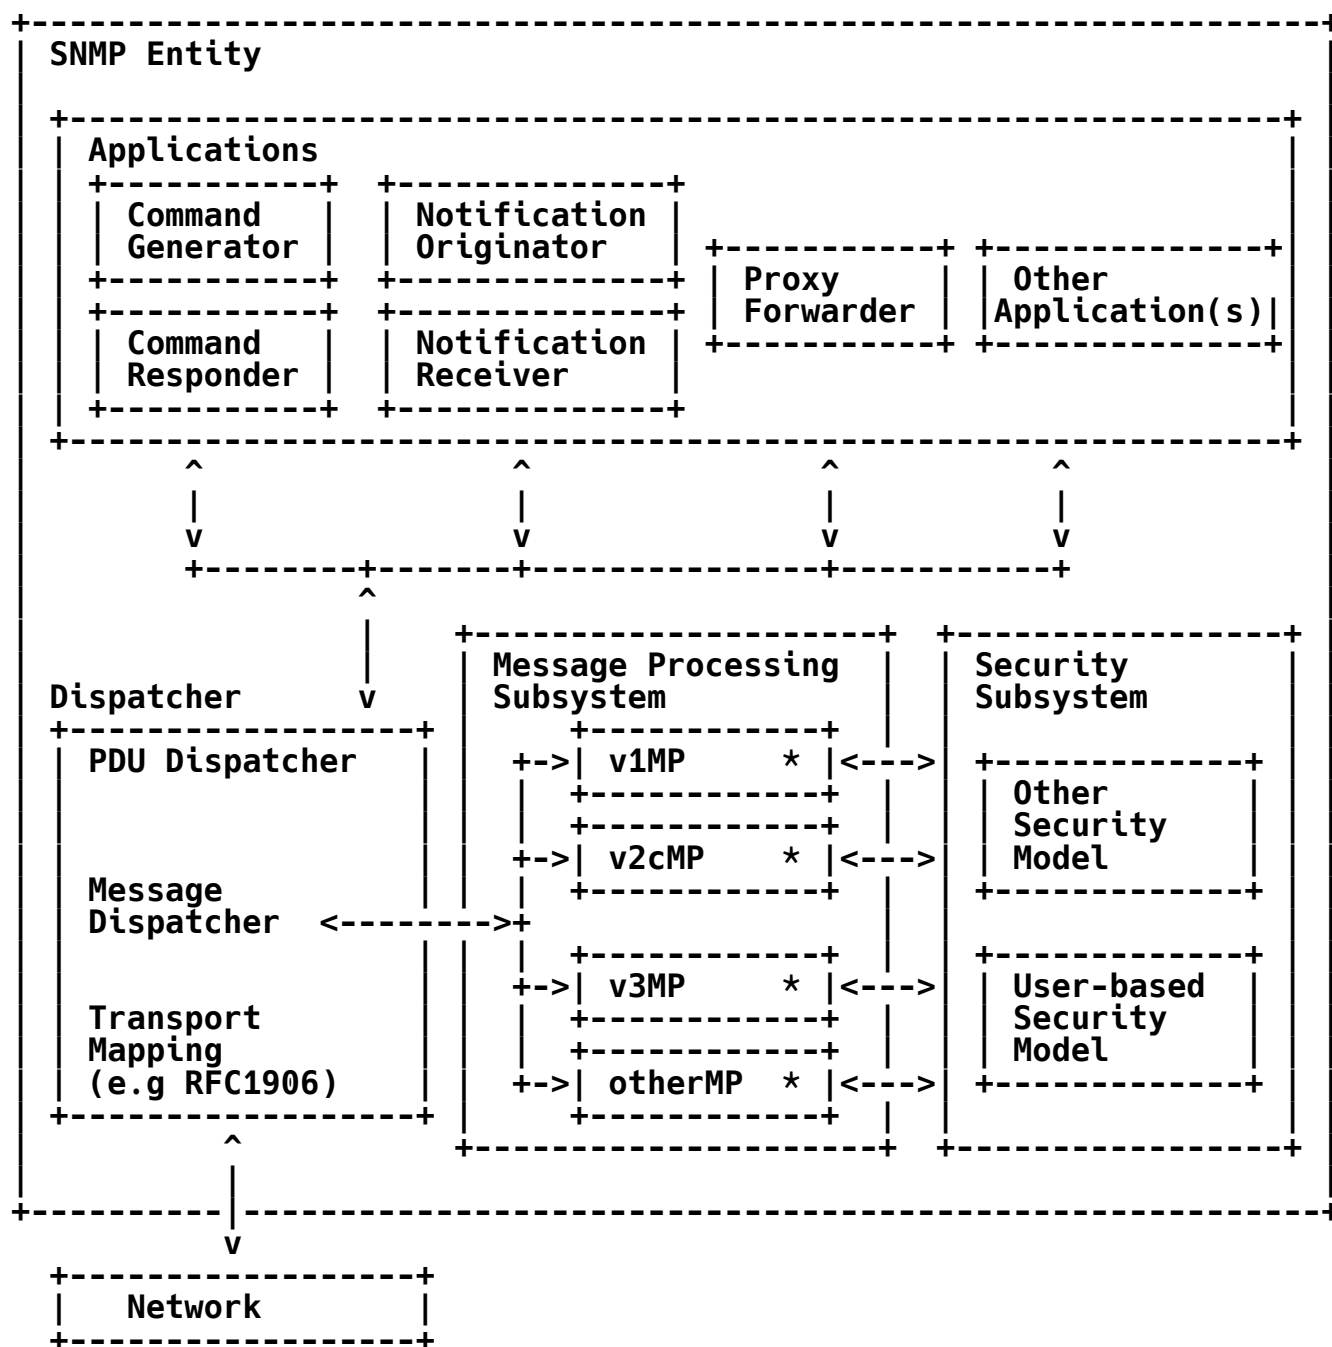 SNMP Entity
Applications
Command Generator
Notification Originator
Proxy Forwarder
Other Application(s)
Command Responder
Notification Receiver
Dispatcher
PDU Dispatcher
Message Dispatcher
Transport Mapping (e.g RFC1906)
Message Processing Subsystem
v1MP *
v2cMP *
v3MP *
otherMP *
Security Subsystem
Other Security Model
User-based Security Model
Network